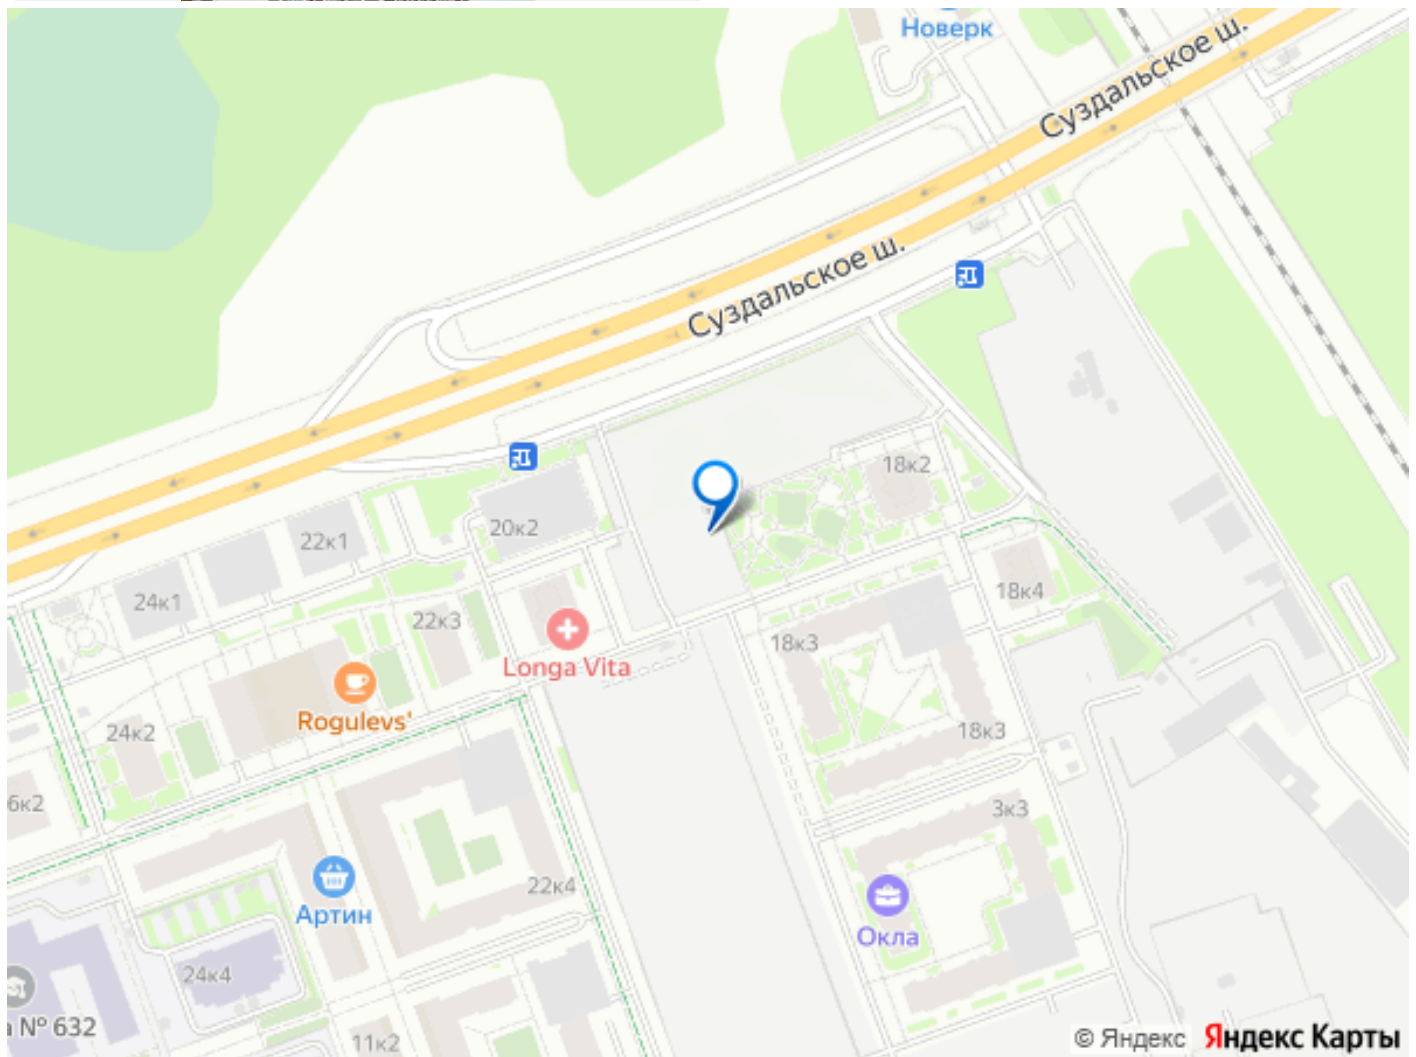 Новерк
Суздальское ш.
Суздальское ш.
18к2
20к2
22к1
24к1
18к4
22к3
18к3
Longa Vita
Rogulevs'
24к2
18к3
6к2
3к3
22к4
Артин
Окла
24к4
а № 632
11к2
© Яндекс Яндекс Карты